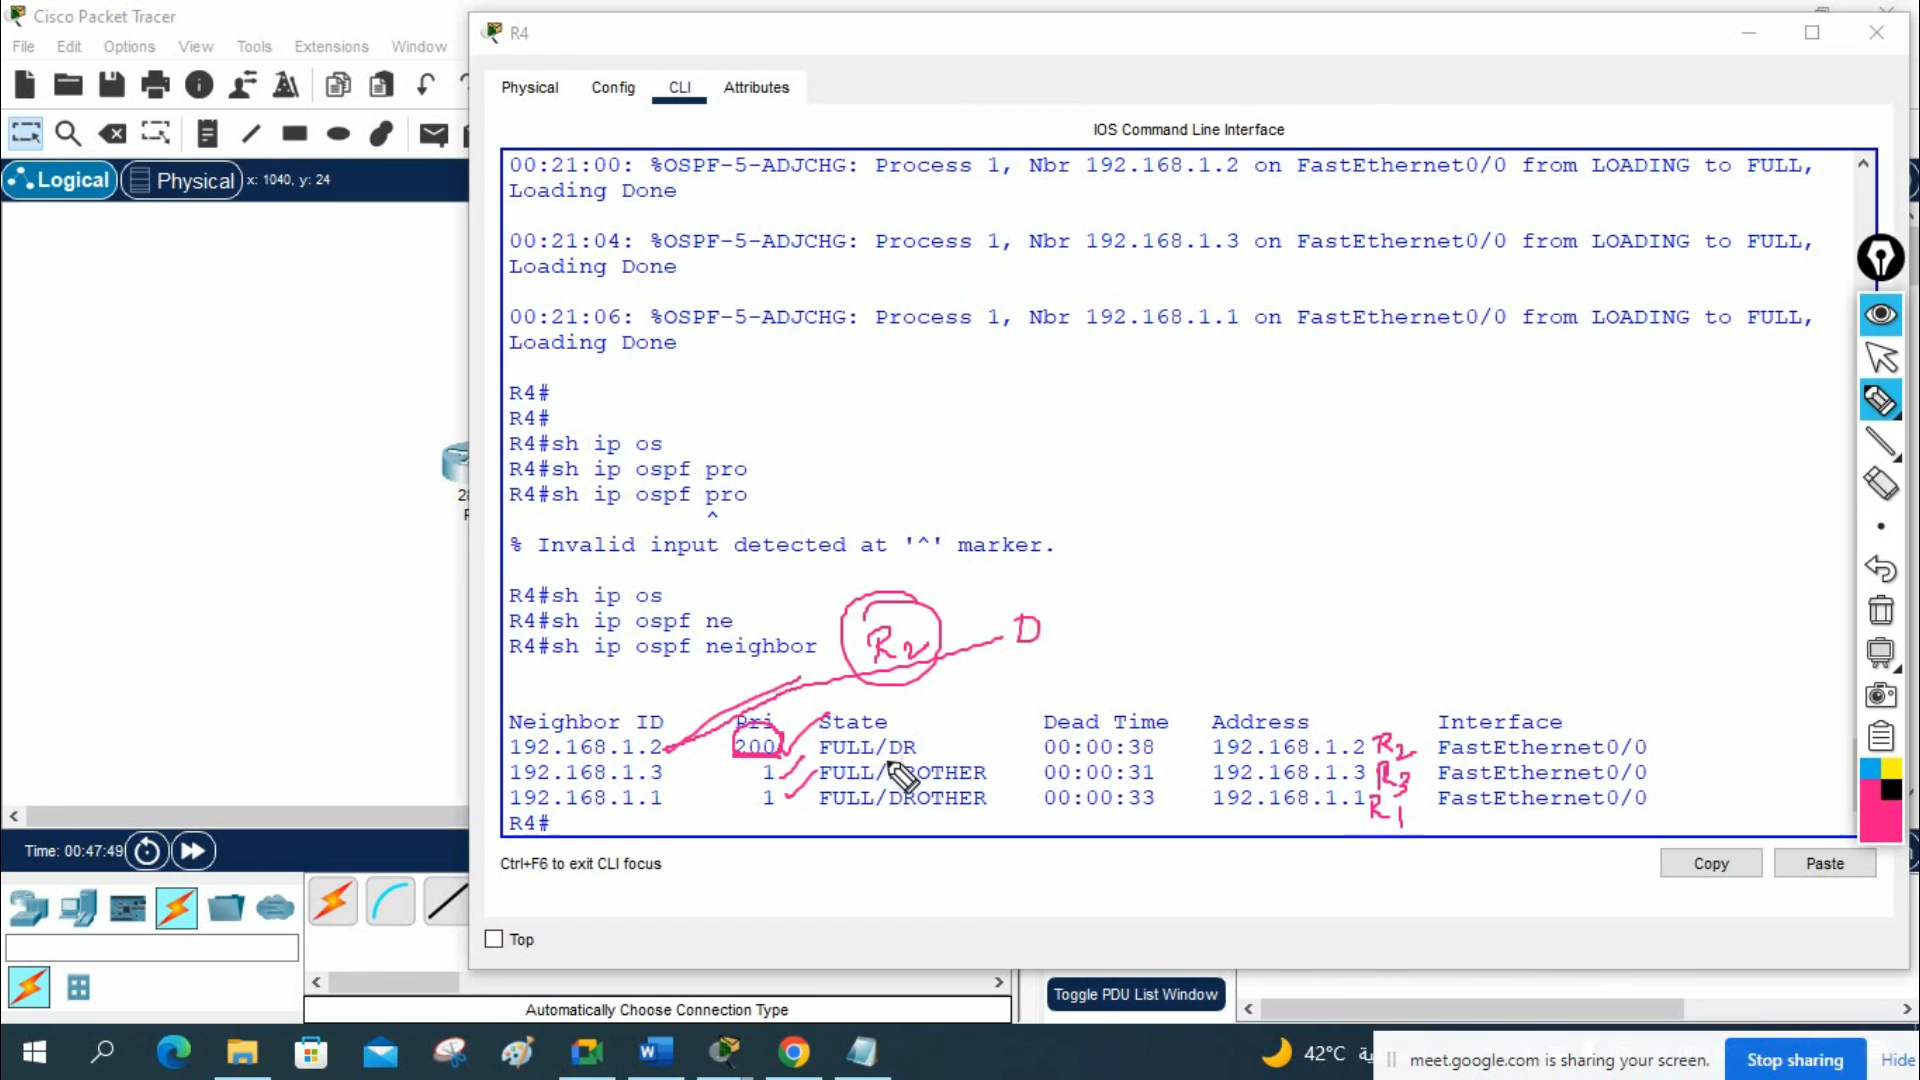 Cisco Packet Tracer
File Edit Options View Tools Extensions Window
Logical Physical x: 1040, y: 24
R4
Physical Config CLI Attributes
IOS Command Line Interface
00:21:00: %OSPF-5-ADJCHG: Process 1, Nbr 192.168.1.2 on FastEthernet0/0 from LOADING to FULL,
Loading Done
00:21:04: %OSPF-5-ADJCHG: Process 1, Nbr 192.168.1.3 on FastEthernet0/0 from LOADING to FULL,
Loading Done
00:21:06: %OSPF-5-ADJCHG: Process 1, Nbr 192.168.1.1 on FastEthernet0/0 from LOADING to FULL,
Loading Done
R4#
R4#
R4#sh ip os
R4#sh ip ospf pro
R4#sh ip ospf pro
^
% Invalid input detected at '^' marker.
R4#sh ip os
R4#sh ip ospf ne
R4#sh ip ospf neighbor
R2 D
Neighbor ID Pri State Dead Time Address Interface
192.168.1.2 200 FULL/DR 00:00:38 192.168.1.2 R2 FastEthernet0/0
192.168.1.3 1 FULL/DROTHER 00:00:31 192.168.1.3 R3 FastEthernet0/0
192.168.1.1 1 FULL/DROTHER 00:00:33 192.168.1.1 R1 FastEthernet0/0
R4#
Ctrl+F6 to exit CLI focus
Copy Paste
Top
Time: 00:47:49
Toggle PDU List Window
Automatically Choose Connection Type
42°C
meet.google.com is sharing your screen. Stop sharing Hide